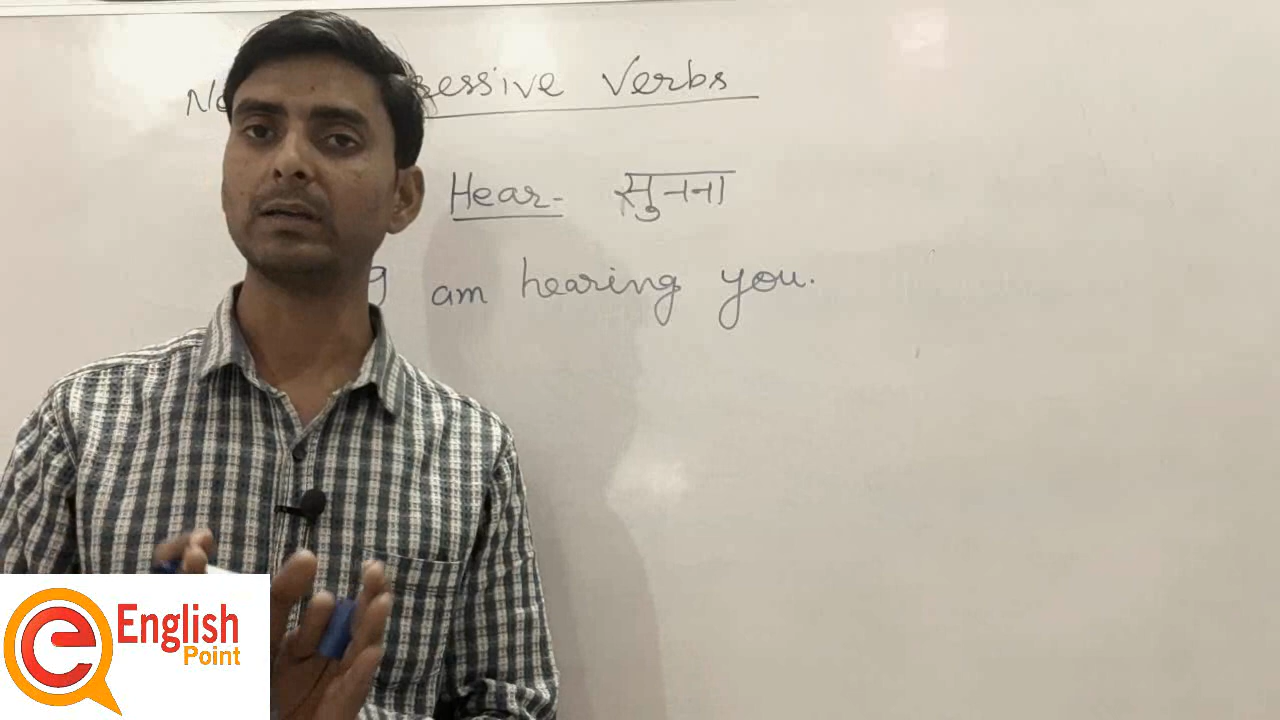 Verbs
Hear- सुनना
I am hearing you.
English
Point